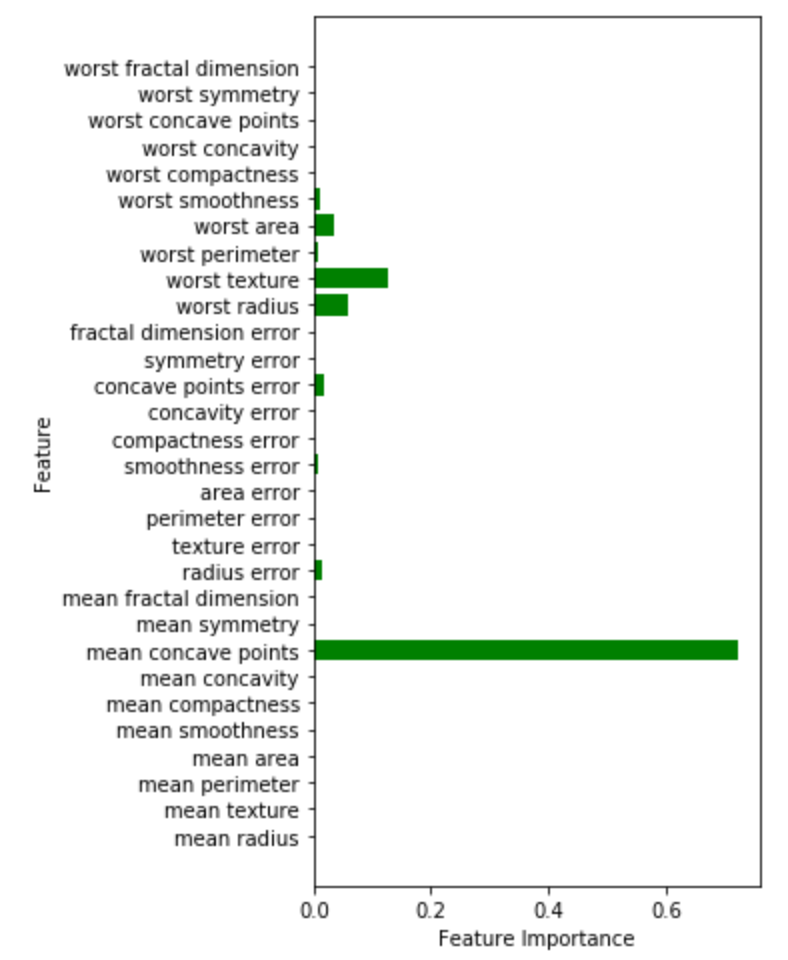 worst fractal dimension
worst symmetry
worst concave points
worst concavity
worst compactness
worst smoothness
worst area
worst perimeter
worst texture
worst radius
fractal dimension error
symmetry error
concave points error
concavity error
compactness error
smoothness error
area error
perimeter error
texture error
radius error
mean fractal dimension
mean symmetry
mean concave points
mean concavity
mean compactness
mean smoothness
mean area
mean perimeter
mean texture
mean radius
Feature
0.0 0.2 0.4 0.6
Feature Importance